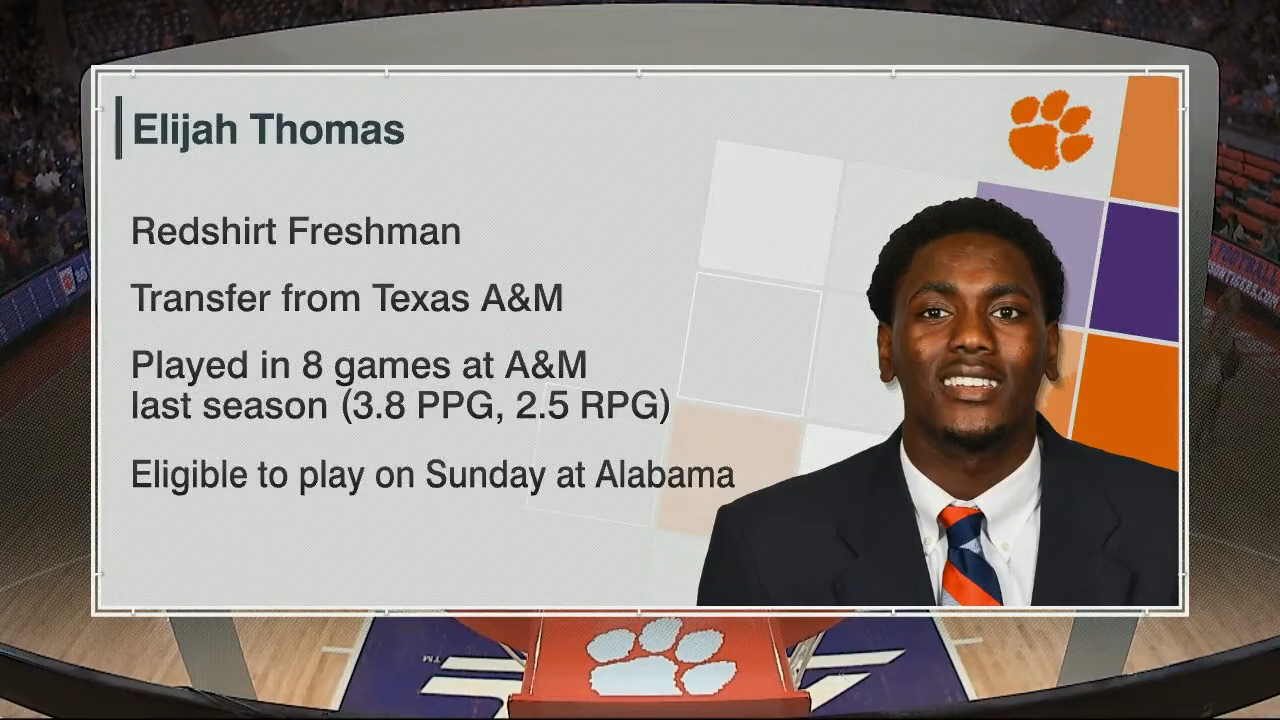 Elijah Thomas
Redshirt Freshman
Transfer from Texas A&M
Played in 8 games at A&M
last season (3.8 PPG, 2.5 RPG)
Eligible to play on Sunday at Alabama
TM